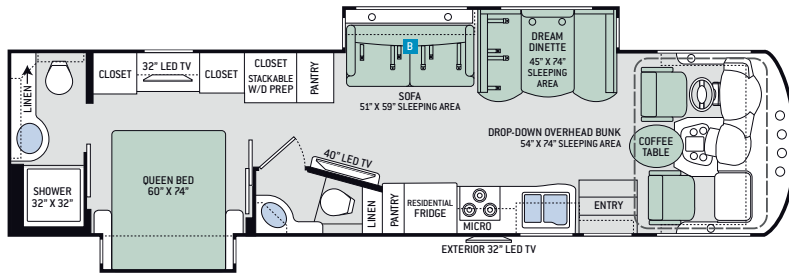 B
DREAM
DINETTE
45" X 74"
SLEEPING
AREA
SOFA
51" X 59" SLEEPING AREA
LINEN
CLOSET
32" LED TV
CLOSET
CLOSET
STACKABLE
W/D PREP
PANTRY
DROP-DOWN OVERHEAD BUNK
54" X 74" SLEEPING AREA
COFFEE
TABLE
QUEEN BED
60" X 74"
40" LED TV
SHOWER
32" X 32"
LINEN
PANTRY
RESIDENTIAL
FRIDGE
MICRO
ENTRY
EXTERIOR 32" LED TV